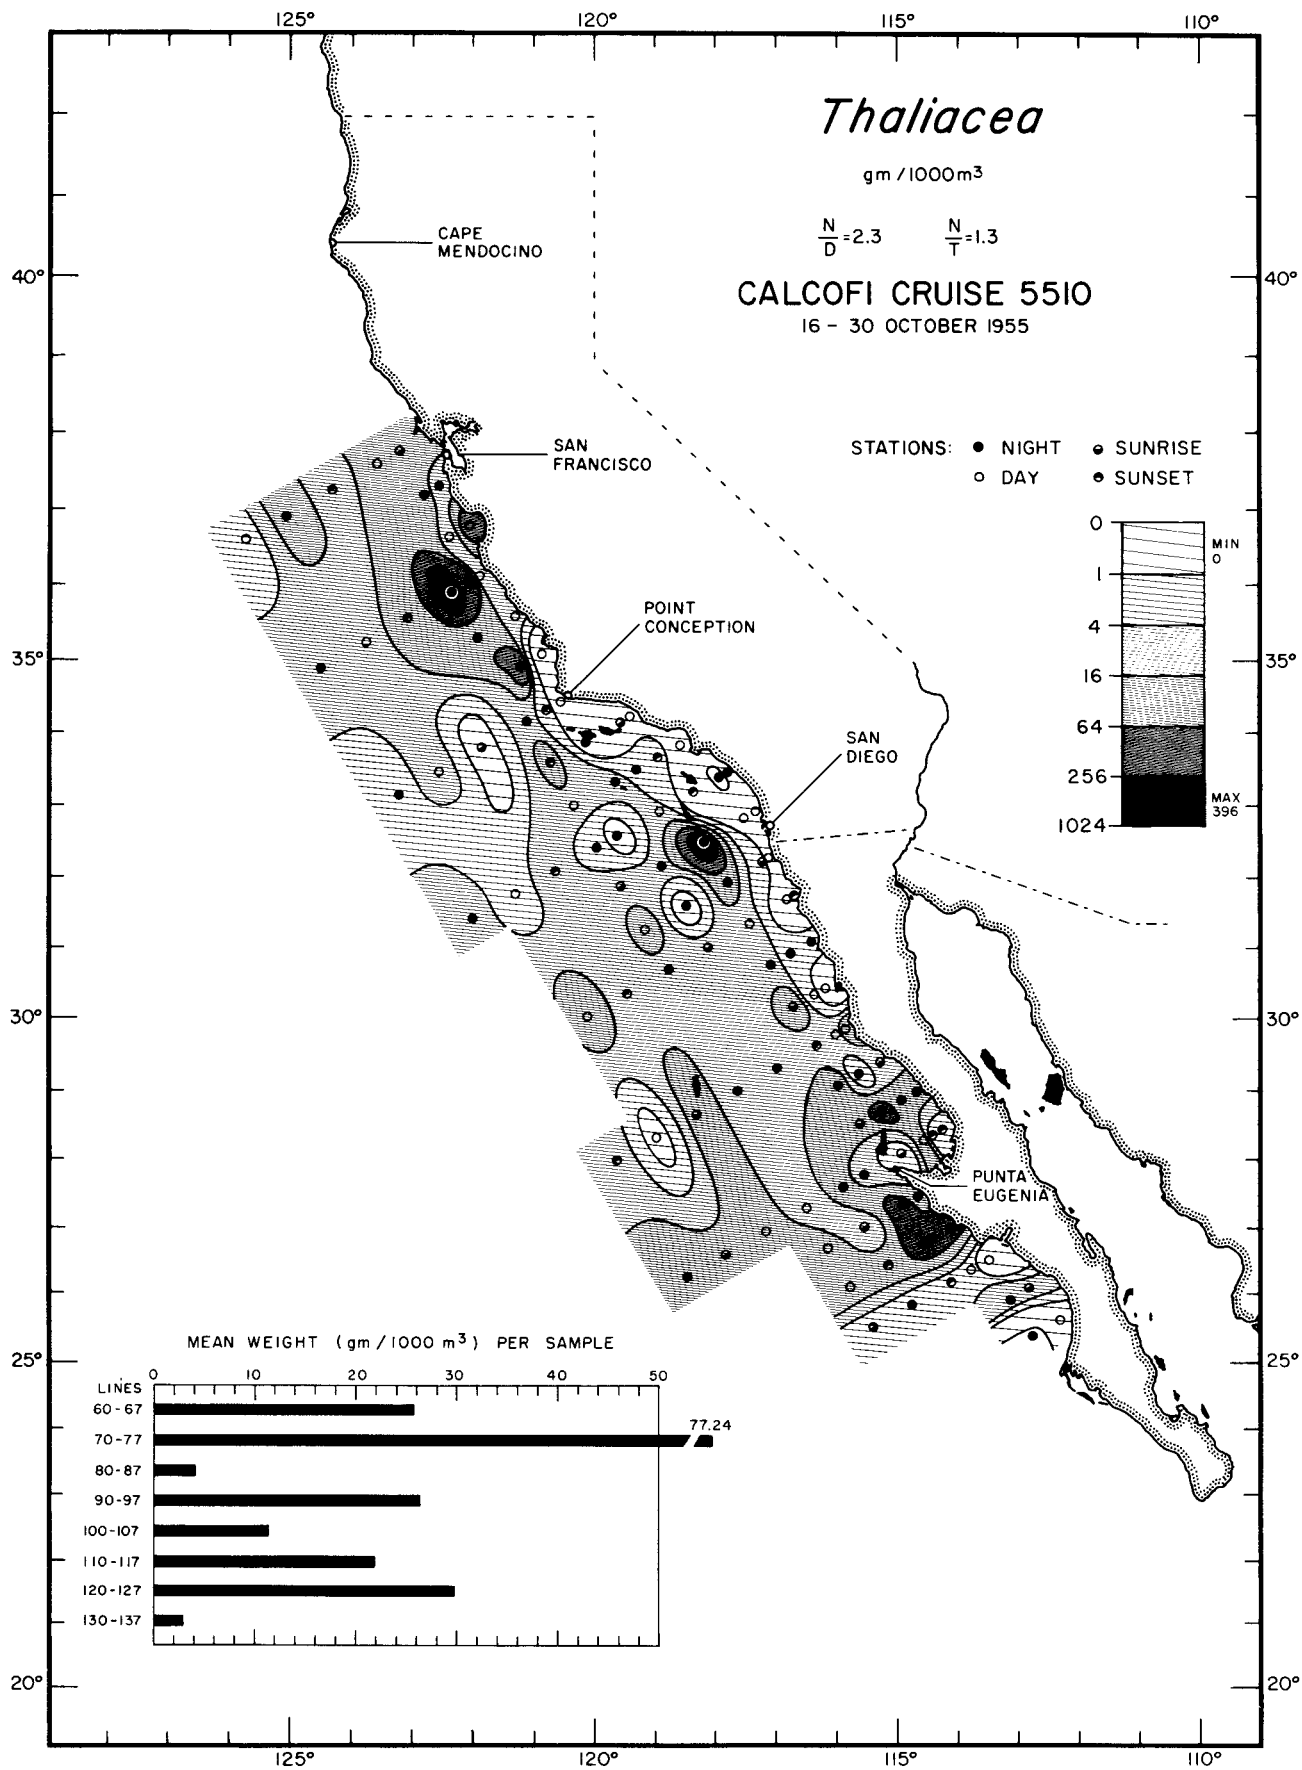 125° 120° 115° 110°
Thaliacea
gm/1000m³
N/D=2.3 N/T=1.3
CALCOFI CRUISE 5510
16 - 30 OCTOBER 1955
CAPE
MENDOCINO
40° 40°
SAN
FRANCISCO
STATIONS: NIGHT SUNRISE
DAY SUNSET
0
MIN
0
1
4
16
64
256
MAX
396
1024
POINT
CONCEPTION
35° 35°
SAN
DIEGO
30° 30°
PUNTA
EUGENIA
25° 25°
MEAN WEIGHT (gm/1000 m³) PER SAMPLE
0 10 20 30 40 50
LINES
60-67
70-77 77.24
80-87
90-97
100-107
110-117
120-127
130-137
20° 20°
125° 120° 115° 110°